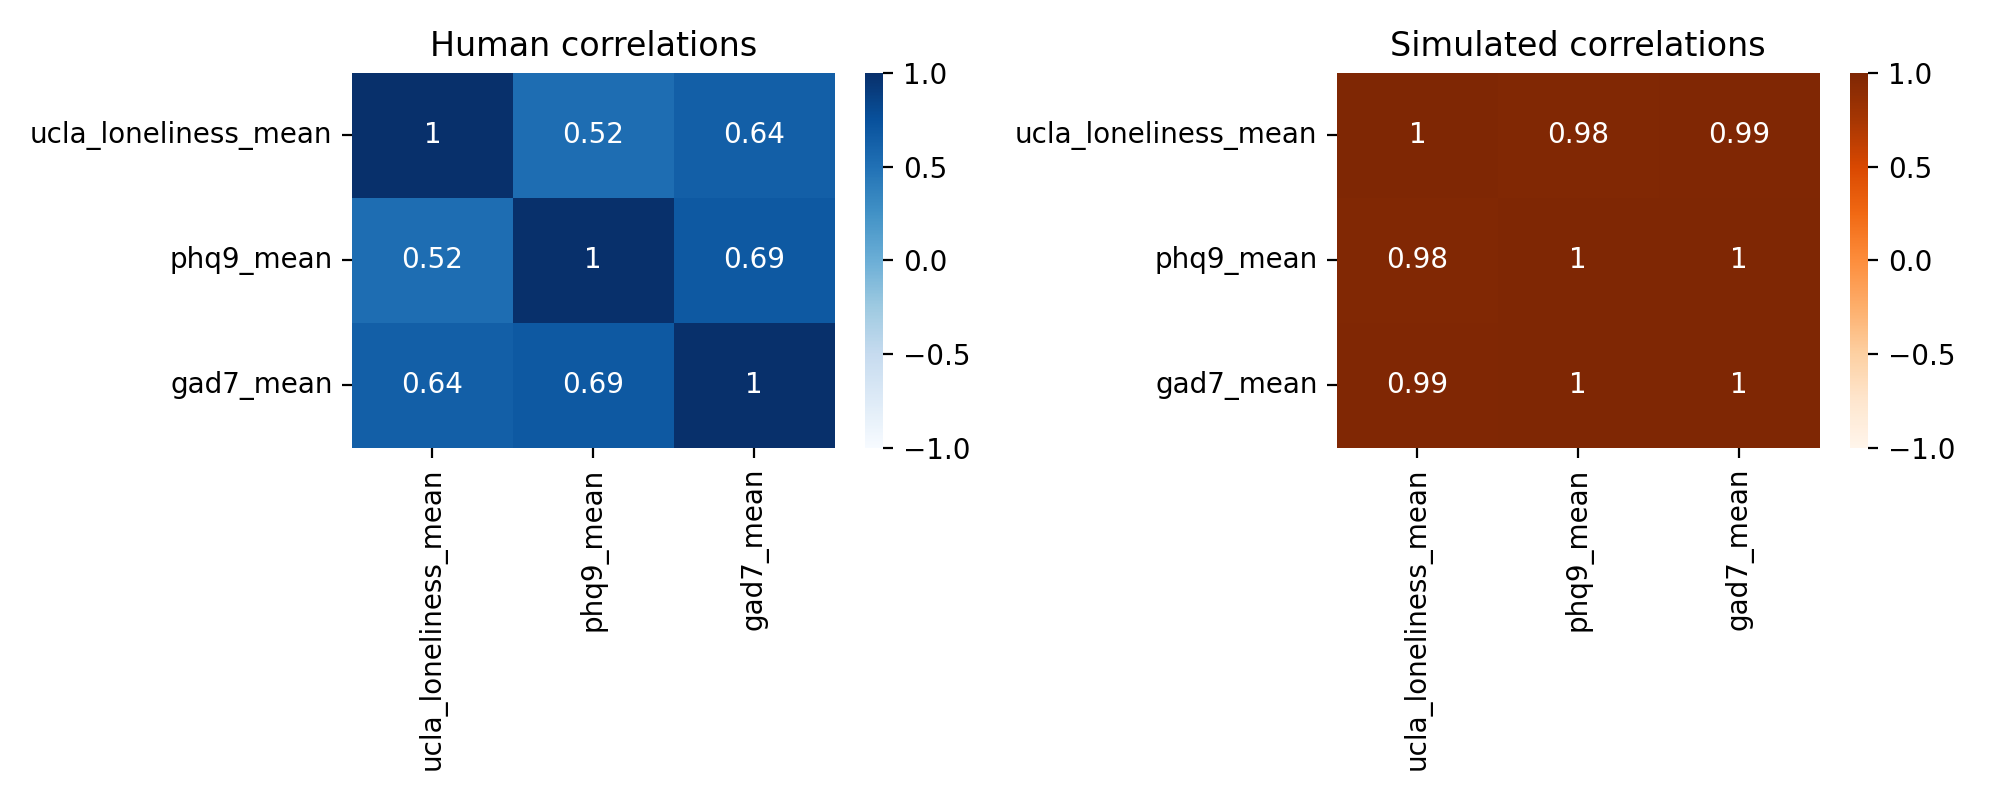 Human correlations
ucla_loneliness_mean
phq9_mean
gad7_mean
1 0.52 0.64
0.52 1 0.69
0.64 0.69 1
1.0
0.5
0.0
−0.5
−1.0
ucla_loneliness_mean
phq9_mean
gad7_mean
Simulated correlations
ucla_loneliness_mean
phq9_mean
gad7_mean
1 0.98 0.99
0.98 1 1
0.99 1 1
1.0
0.5
0.0
−0.5
−1.0
ucla_loneliness_mean
phq9_mean
gad7_mean